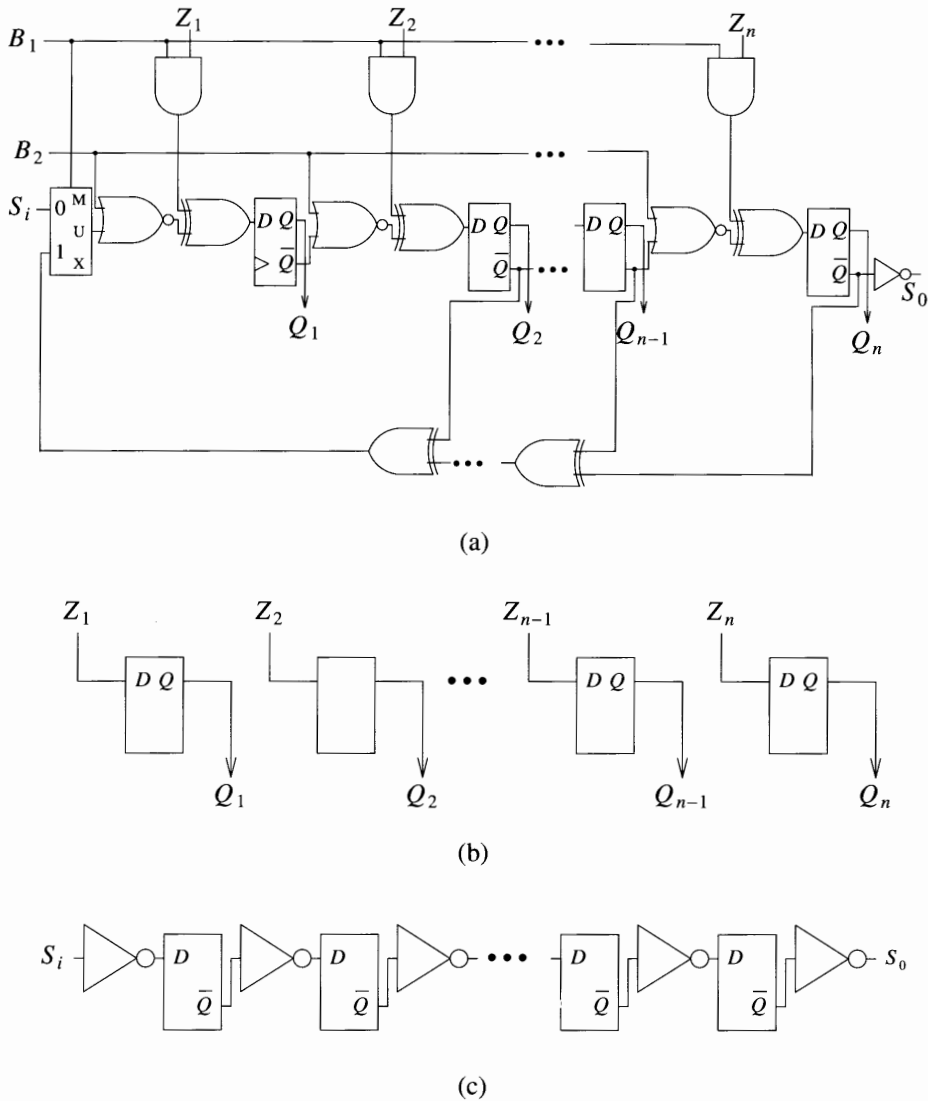 B₁ Z₁ Z₂ ••• Zₙ
B₂ •••
Sᵢ 0 M U 1 X D Q Q̅ D Q Q̅ ••• D Q Q̅ D Q Q̅ S₀
Q₁ Q₂ Qₙ₋₁ Qₙ
•••
(a)
Z₁ Z₂ Zₙ₋₁ Zₙ
D Q ••• D Q D Q
Q₁ Q₂ Qₙ₋₁ Qₙ
(b)
Sᵢ D D ••• D D S₀
Q̅ Q̅ Q̅ Q̅
(c)